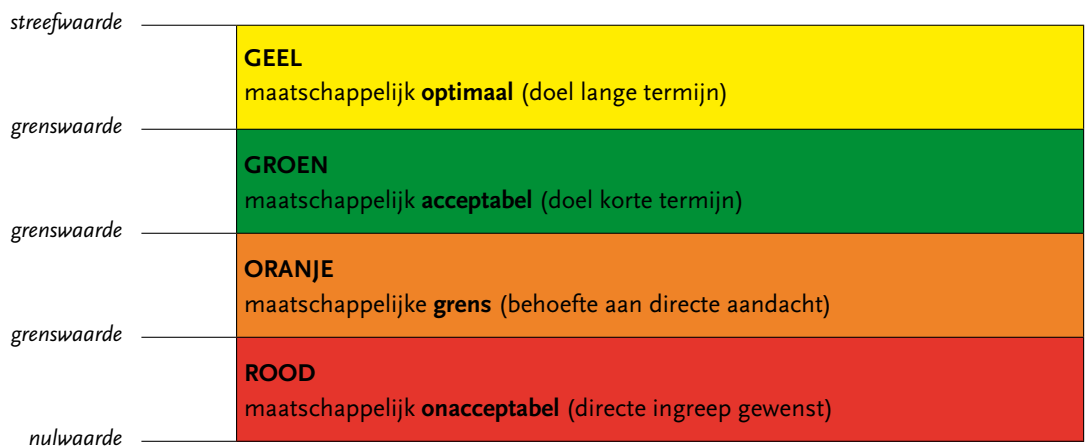 streefwaarde
GEEL
maatschappelijk optimaal (doel lange termijn)
grenswaarde
GROEN
maatschappelijk acceptabel (doel korte termijn)
grenswaarde
ORANJE
maatschappelijke grens (behoefte aan directe aandacht)
grenswaarde
ROOD
maatschappelijk onacceptabel (directe ingreep gewenst)
nulwaarde